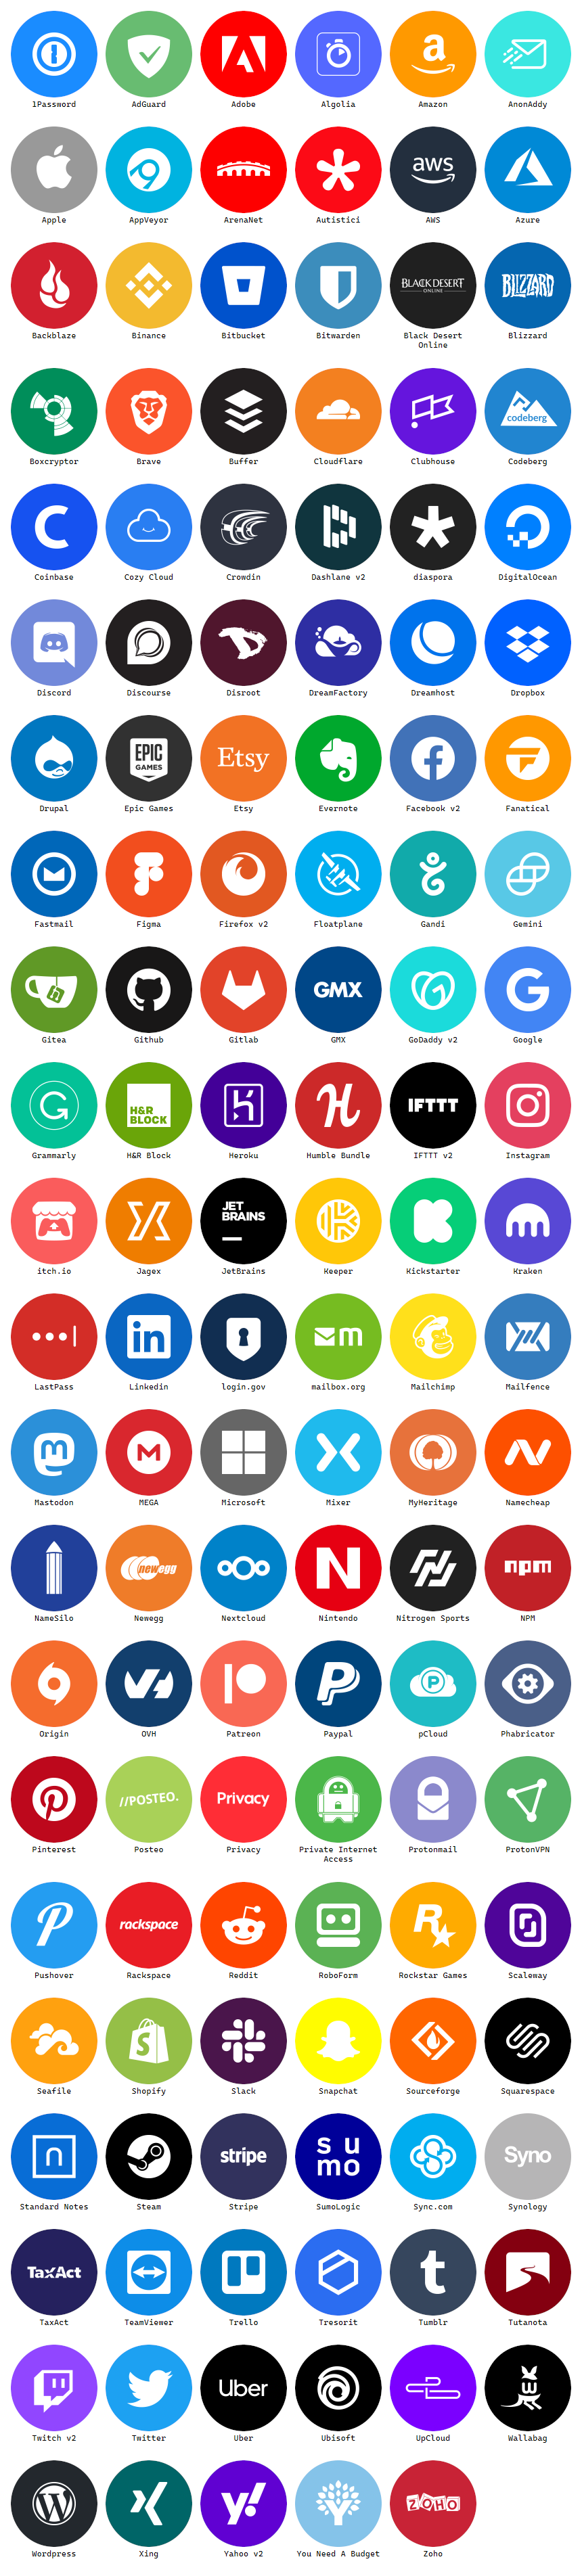 1Password AdGuard Adobe Algolia Amazon AnonAddy
aws
Apple AppVeyor ArenaNet Autistici AWS Azure
BLACK DESERT
ONLINE
BLIZZARD
Backblaze Binance Bitbucket Bitwarden Black Desert Online Blizzard
codeberg
Boxcryptor Brave Buffer Cloudflare Clubhouse Codeberg
Coinbase Cozy Cloud Crowdin Dashlane v2 diaspora DigitalOcean
Discord Discourse Disroot DreamFactory Dreamhost Dropbox
EPIC
GAMES
Etsy
Drupal Epic Games Etsy Evernote Facebook v2 Fanatical
Fastmail Figma Firefox v2 Floatplane Gandi Gemini
GMX
Gitea Github Gitlab GMX GoDaddy v2 Google
H&R
BLOCK
IFTTT
Grammarly H&R Block Heroku Humble Bundle IFTTT v2 Instagram
JET
BRAINS
itch.io Jagex JetBrains Keeper Kickstarter Kraken
in
m
LastPass Linkedin login.gov mailbox.org Mailchimp Mailfence
Mastodon MEGA Microsoft Mixer MyHeritage Namecheap
newegg
npm
NameSilo Newegg Nextcloud Nintendo Nitrogen Sports NPM
Origin OVH Patreon Paypal pCloud Phabricator
//POSTEO.
Privacy
Pinterest Posteo Privacy Private Internet Access Protonmail ProtonVPN
rackspace
Pushover Rackspace Reddit RoboForm Rockstar Games Scaleway
Seafile Shopify Slack Snapchat Sourceforge Squarespace
stripe
su
mo
Syno
Standard Notes Steam Stripe SumoLogic Sync.com Synology
TaxAct
TaxAct TeamViewer Trello Tresorit Tumblr Tutanota
Uber
Twitch v2 Twitter Uber Ubisoft UpCloud Wallabag
y!
ZOHO
Wordpress Xing Yahoo v2 You Need A Budget Zoho